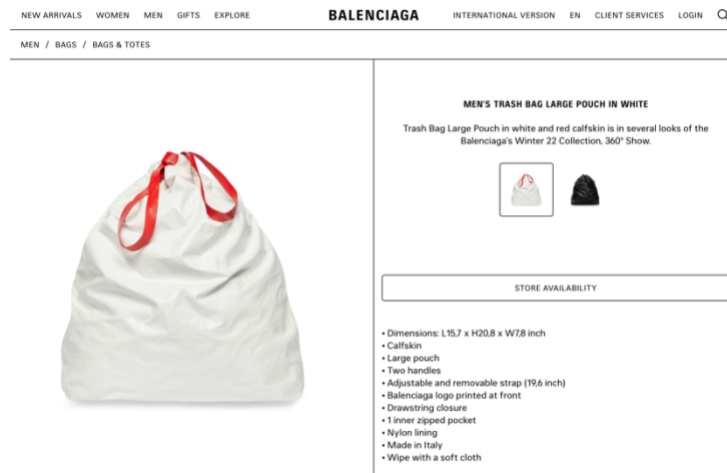 NEW ARRIVALS WOMEN MEN GIFTS EXPLORE BALENCIAGA INTERNATIONAL VERSION EN CLIENT SERVICES LOGIN
MEN / BAGS / BAGS & TOTES
MEN'S TRASH BAG LARGE POUCH IN WHITE
Trash Bag Large Pouch in white and red calfskin is in several looks of the
Balenciaga's Winter 22 Collection, 360° Show.
STORE AVAILABILITY
• Dimensions: L15,7 x H20,8 x W7,8 inch
• Calfskin
• Large pouch
• Two handles
• Adjustable and removable strap (19,6 inch)
• Balenciaga logo printed at front
• Drawstring closure
• 1 inner zipped pocket
• Nylon lining
• Made in Italy
• Wipe with a soft cloth